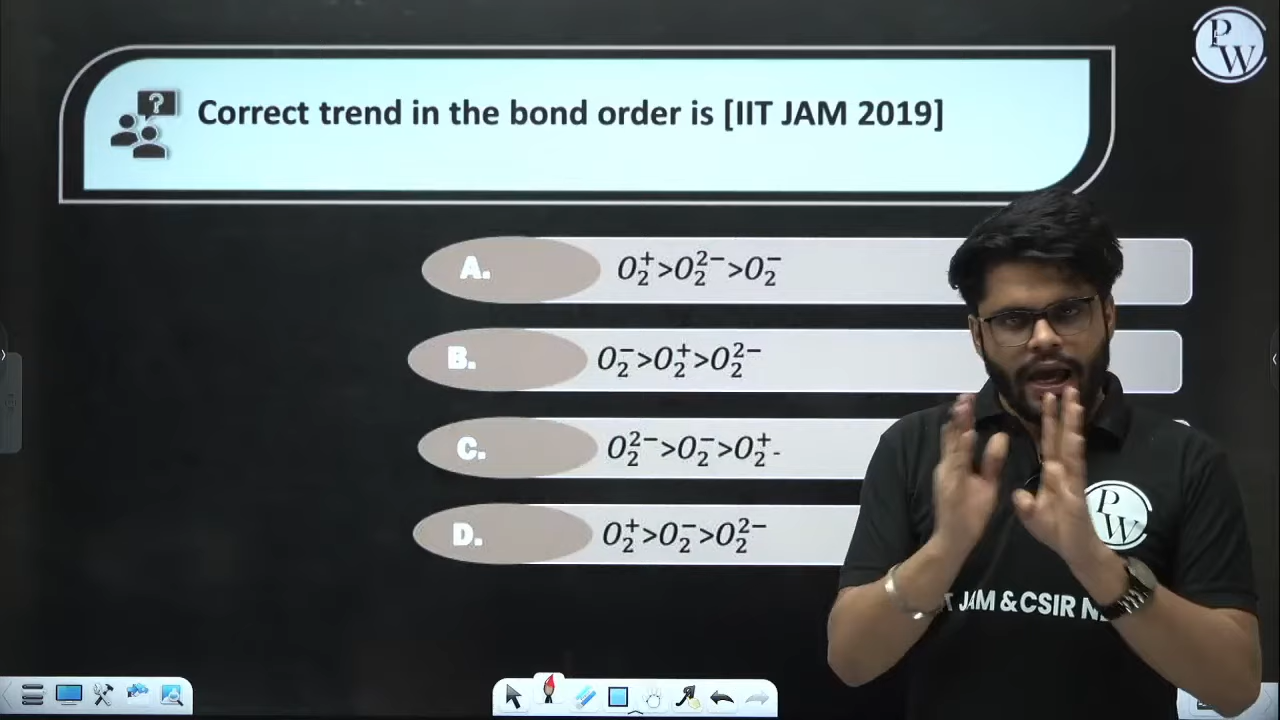 PW
?
Correct trend in the bond order is [IIT JAM 2019]
A. O₂⁺>O₂²⁻>O₂⁻
B. O₂⁻>O₂⁺>O₂²⁻
C. O₂²⁻>O₂⁻>O₂⁺-
D. O₂⁺>O₂⁻>O₂²⁻
PW
JAM & CSIR